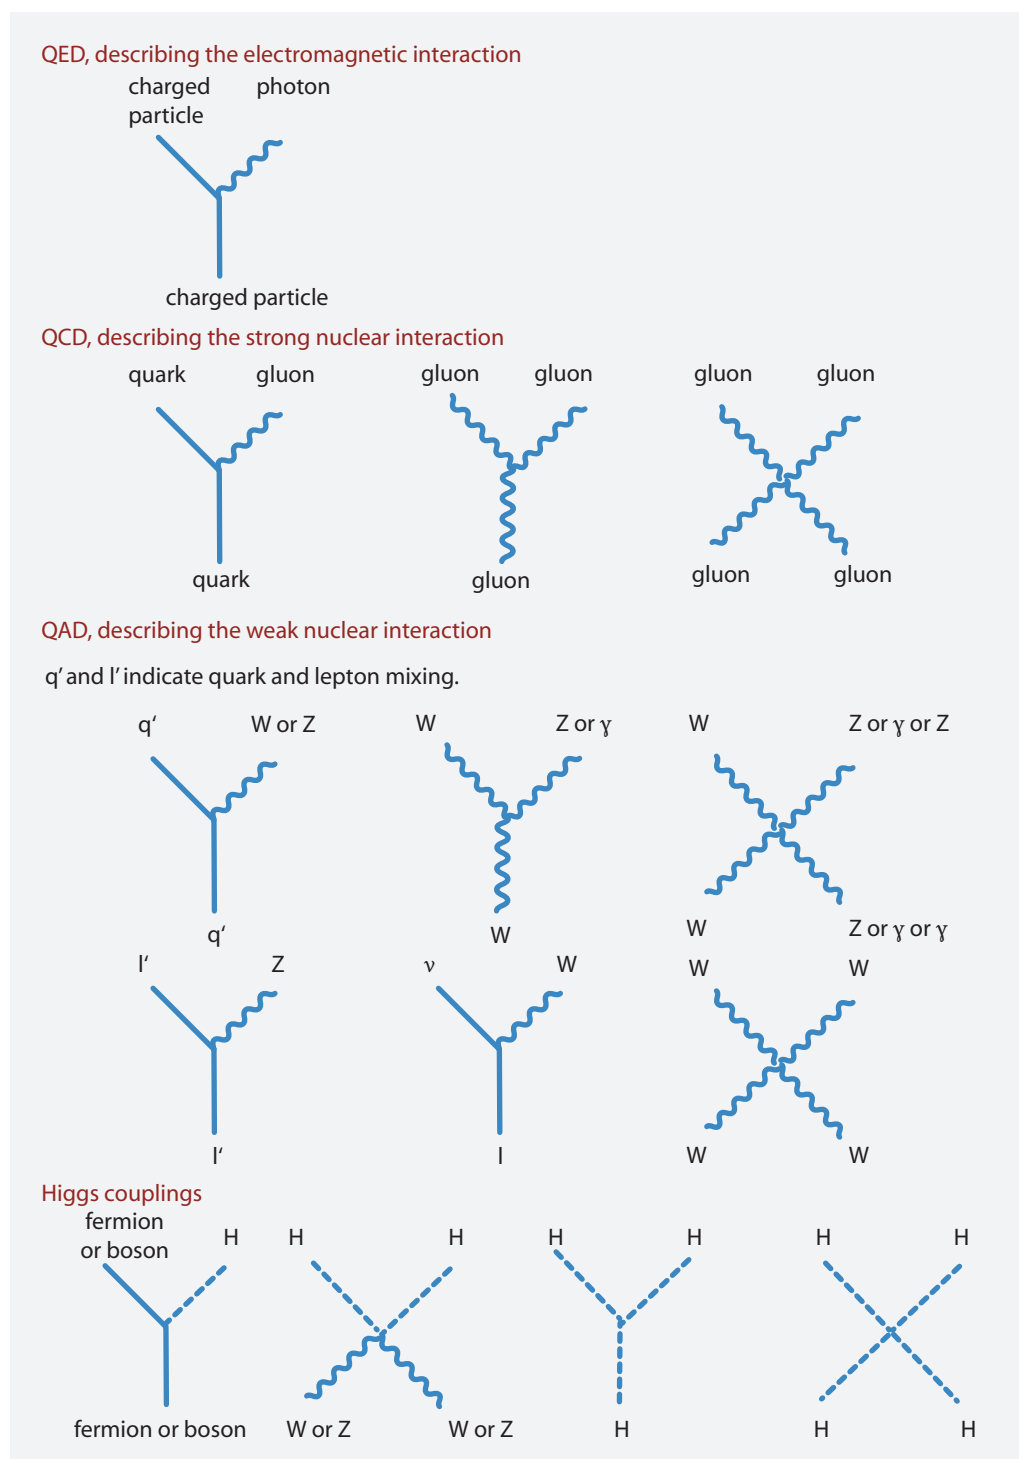 QED, describing the electromagnetic interaction
charged photon
particle
charged particle
QCD, describing the strong nuclear interaction
quark gluon gluon gluon gluon gluon
quark gluon gluon gluon
QAD, describing the weak nuclear interaction
q’ and l’ indicate quark and lepton mixing.
q‘ W or Z W Z or γ W Z or γ or Z
q‘ W W Z or γ or γ
l‘ Z ν W W W
l‘ l W W
Higgs couplings
fermion
or boson H H H H H H H
fermion or boson W or Z W or Z H H H